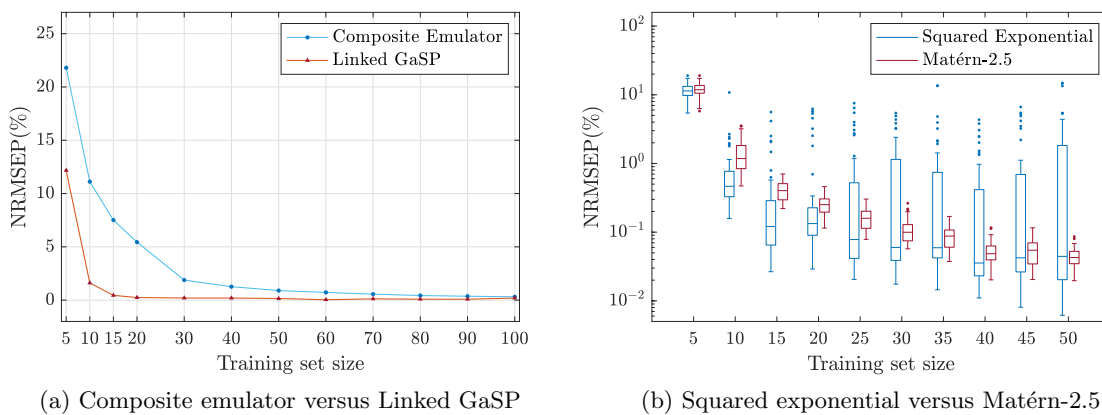 25
20
15
10
5
0
NRMSEP(%)
Composite Emulator
Linked GaSP
5 10 15 20 30 40 50 60 70 80 90 100
Training set size
(a) Composite emulator versus Linked GaSP
10²
10¹
10⁰
10⁻¹
10⁻²
NRMSEP(%)
Squared Exponential
Matérn-2.5
5 10 15 20 25 30 35 40 45 50
Training set size
(b) Squared exponential versus Matérn-2.5